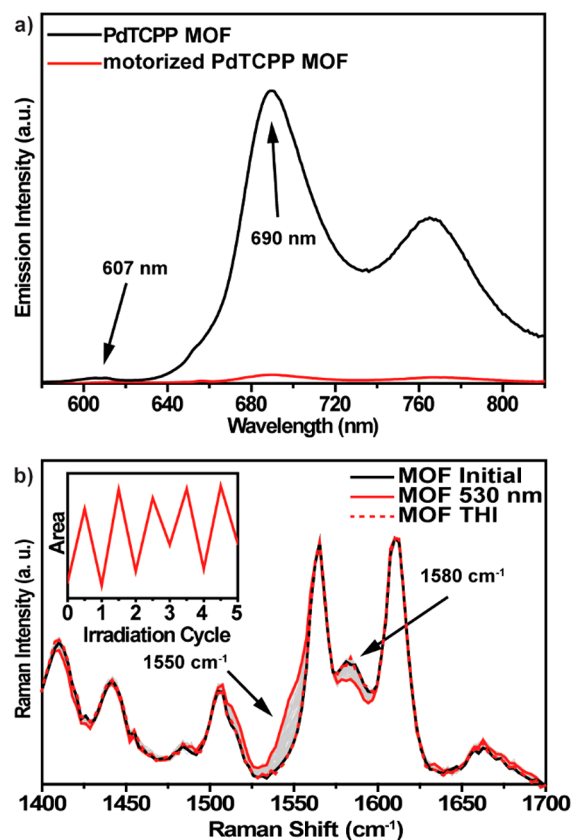 a)
PdTCPP MOF
motorized PdTCPP MOF
690 nm
607 nm
Emission Intensity (a.u.)
600 640 680 720 760 800
Wavelength (nm)
b)
MOF Initial
MOF 530 nm
MOF THI
Area
0 1 2 3 4 5
Irradiation Cycle
1580 cm-1
1550 cm-1
Raman Intensity (a. u.)
1400 1450 1500 1550 1600 1650 1700
Raman Shift (cm-1)